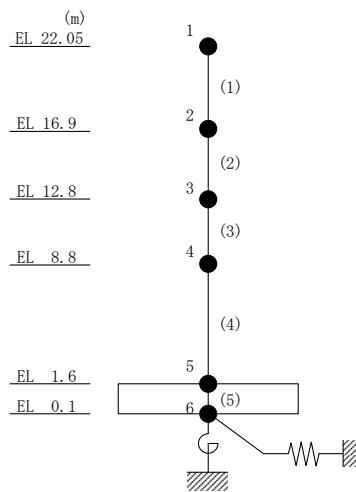 (m)
1
EL 22.05
(1)
2
EL 16.9
(2)
3
EL 12.8
(3)
4
EL 8.8
(4)
5
EL 1.6
(5)
6
EL 0.1